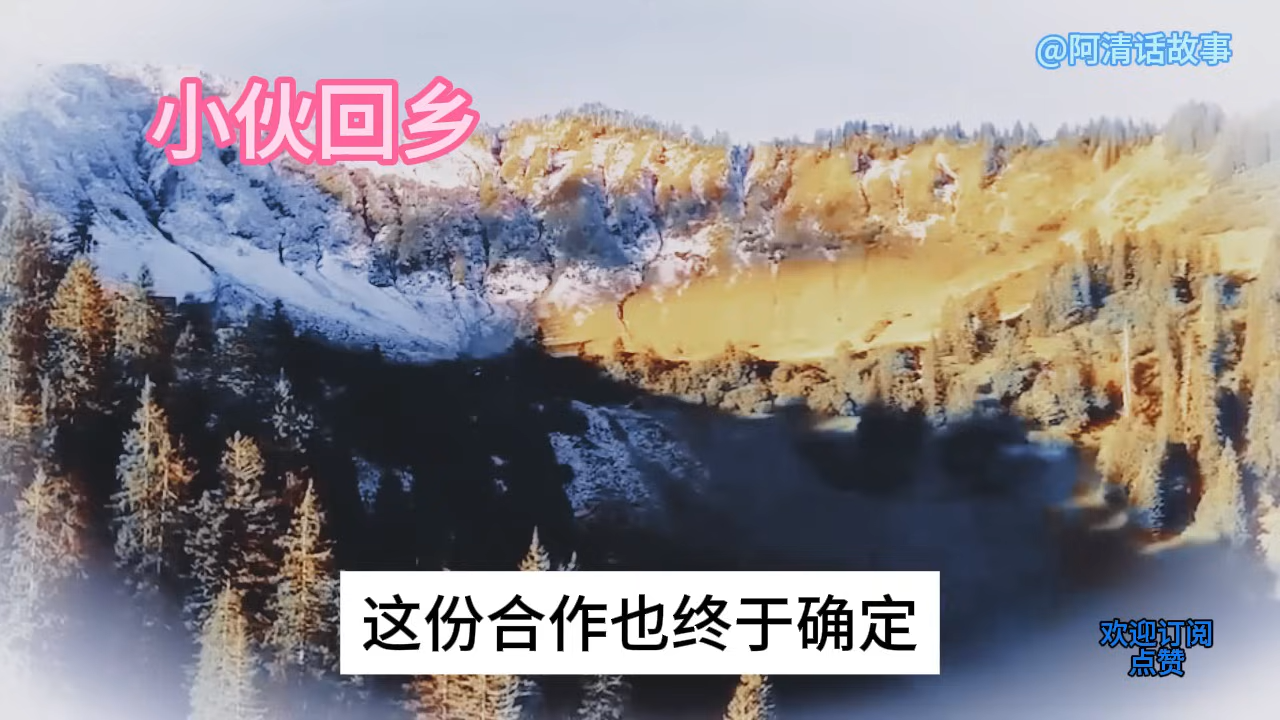 @阿清话故事
小伙回乡
这份合作也终于确定
欢迎订阅
点赞